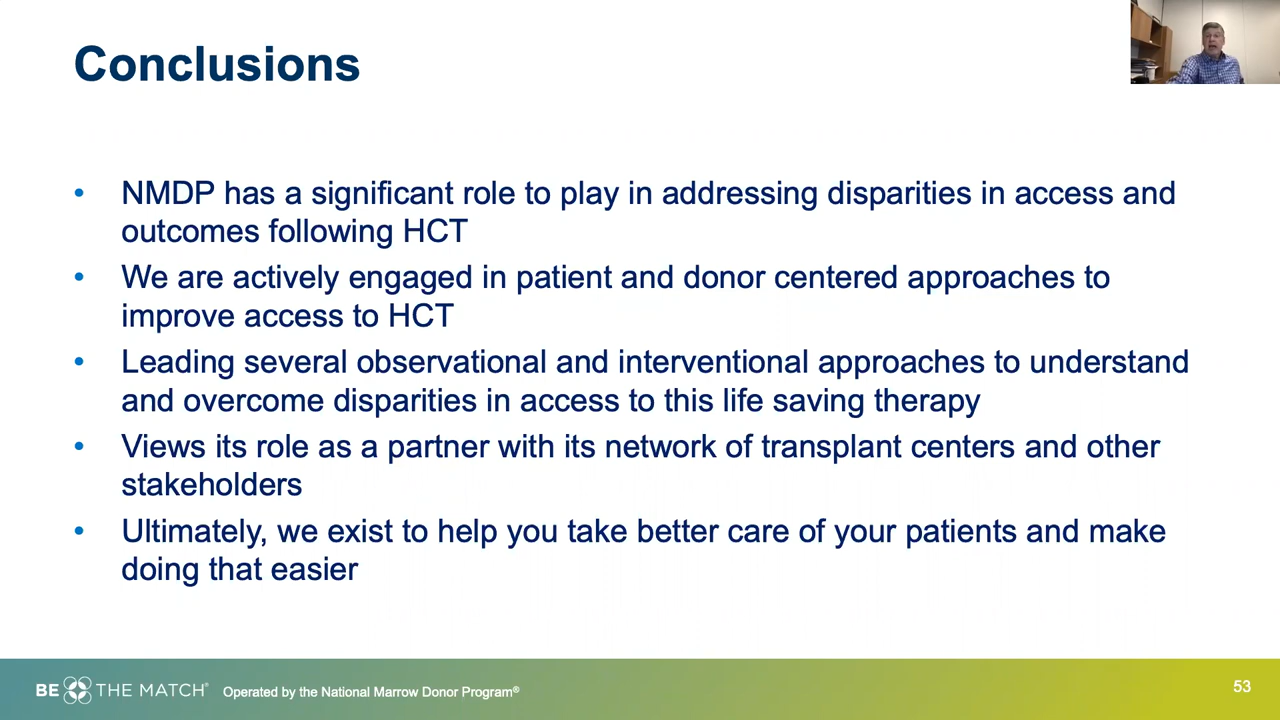 Conclusions
• NMDP has a significant role to play in addressing disparities in access and
outcomes following HCT
• We are actively engaged in patient and donor centered approaches to
improve access to HCT
• Leading several observational and interventional approaches to understand
and overcome disparities in access to this life saving therapy
• Views its role as a partner with its network of transplant centers and other
stakeholders
• Ultimately, we exist to help you take better care of your patients and make
doing that easier
BE THE MATCH® Operated by the National Marrow Donor Program®
53